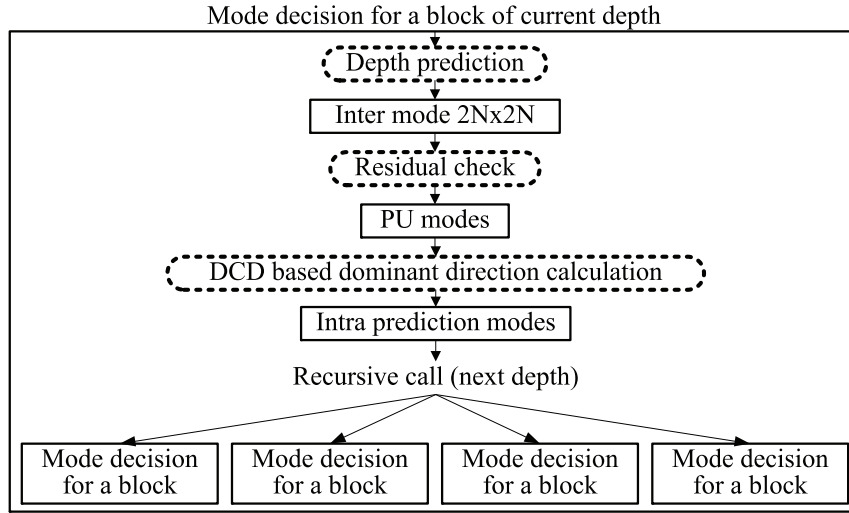 Mode decision for a block of current depth
Depth prediction
Inter mode 2Nx2N
Residual check
PU modes
DCD based dominant direction calculation
Intra prediction modes
Recursive call (next depth)
Mode decision
for a block
Mode decision
for a block
Mode decision
for a block
Mode decision
for a block